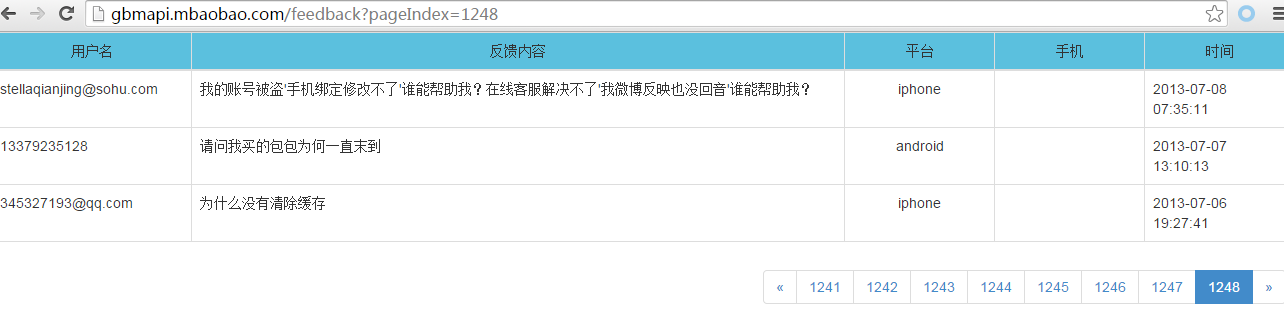 gbmapi.mbaobao.com/feedback?pageIndex=1248
用户名 反馈内容 平台 手机 时间
stellaqianjing@sohu.com 我的账号被盗'手机绑定修改不了'谁能帮助我？在线客服解决不了'我微博反映也没回音'谁能帮助我？ iphone 2013-07-08
07:35:11
13379235128 请问我买的包包为何一直末到 android 2013-07-07
13:10:13
345327193@qq.com 为什么没有清除缓存 iphone 2013-07-06
19:27:41
« 1241 1242 1243 1244 1245 1246 1247 1248 »